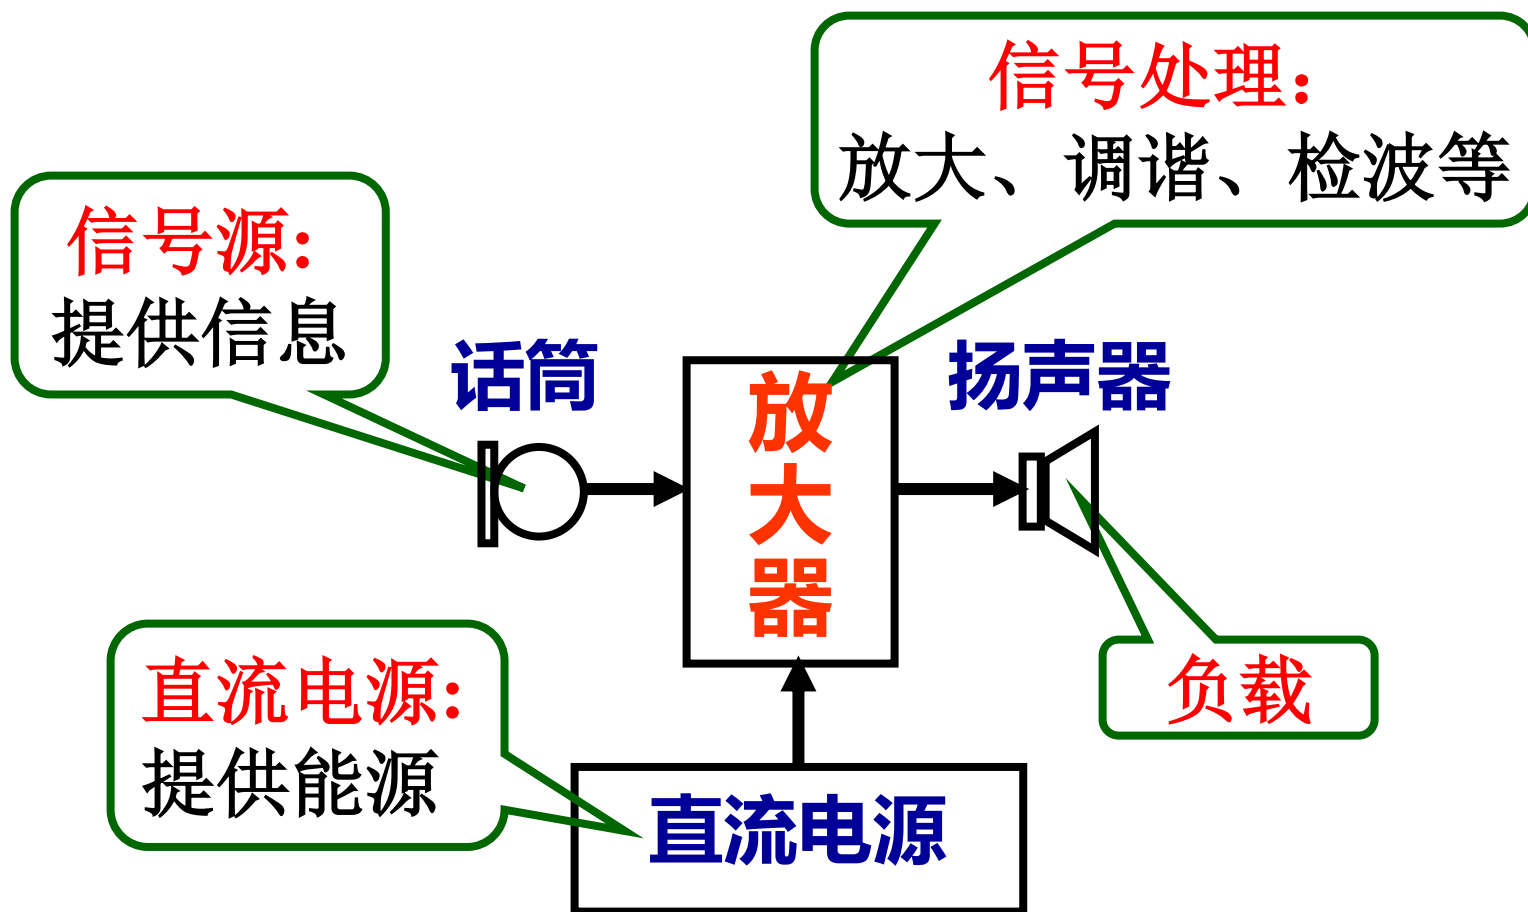 信号处理：
放大、调谐、检波等
信号源：
提供信息
话筒
放大器
扬声器
直流电源：
提供能源
负载
直流电源